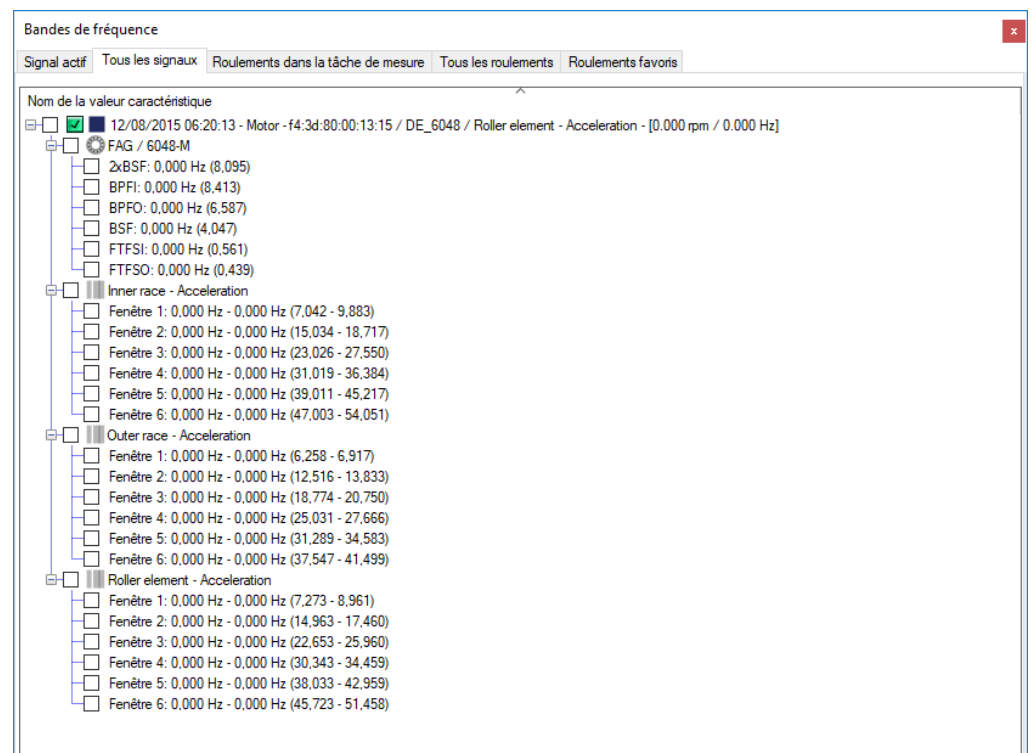 Bandes de fréquence
x
Signal actif Tous les signaux Roulements dans la tâche de mesure Tous les roulements Roulements favoris
Nom de la valeur caractéristique
12/08/2015 06:20:13 - Motor - f4:3d:80:00:13:15 / DE_6048 / Roller element - Acceleration - [0.000 rpm / 0.000 Hz]
FAG / 6048-M
2xBSF: 0,000 Hz (8,095)
BPFI: 0,000 Hz (8,413)
BPFO: 0,000 Hz (6,587)
BSF: 0,000 Hz (4,047)
FTFSI: 0,000 Hz (0,561)
FTFSO: 0,000 Hz (0,439)
Inner race - Acceleration
Fenêtre 1: 0,000 Hz - 0,000 Hz (7,042 - 9,883)
Fenêtre 2: 0,000 Hz - 0,000 Hz (15,034 - 18,717)
Fenêtre 3: 0,000 Hz - 0,000 Hz (23,026 - 27,550)
Fenêtre 4: 0,000 Hz - 0,000 Hz (31,019 - 36,384)
Fenêtre 5: 0,000 Hz - 0,000 Hz (39,011 - 45,217)
Fenêtre 6: 0,000 Hz - 0,000 Hz (47,003 - 54,051)
Outer race - Acceleration
Fenêtre 1: 0,000 Hz - 0,000 Hz (6,258 - 6,917)
Fenêtre 2: 0,000 Hz - 0,000 Hz (12,516 - 13,833)
Fenêtre 3: 0,000 Hz - 0,000 Hz (18,774 - 20,750)
Fenêtre 4: 0,000 Hz - 0,000 Hz (25,031 - 27,666)
Fenêtre 5: 0,000 Hz - 0,000 Hz (31,289 - 34,583)
Fenêtre 6: 0,000 Hz - 0,000 Hz (37,547 - 41,499)
Roller element - Acceleration
Fenêtre 1: 0,000 Hz - 0,000 Hz (7,273 - 8,961)
Fenêtre 2: 0,000 Hz - 0,000 Hz (14,963 - 17,460)
Fenêtre 3: 0,000 Hz - 0,000 Hz (22,653 - 25,960)
Fenêtre 4: 0,000 Hz - 0,000 Hz (30,343 - 34,459)
Fenêtre 5: 0,000 Hz - 0,000 Hz (38,033 - 42,959)
Fenêtre 6: 0,000 Hz - 0,000 Hz (45,723 - 51,458)